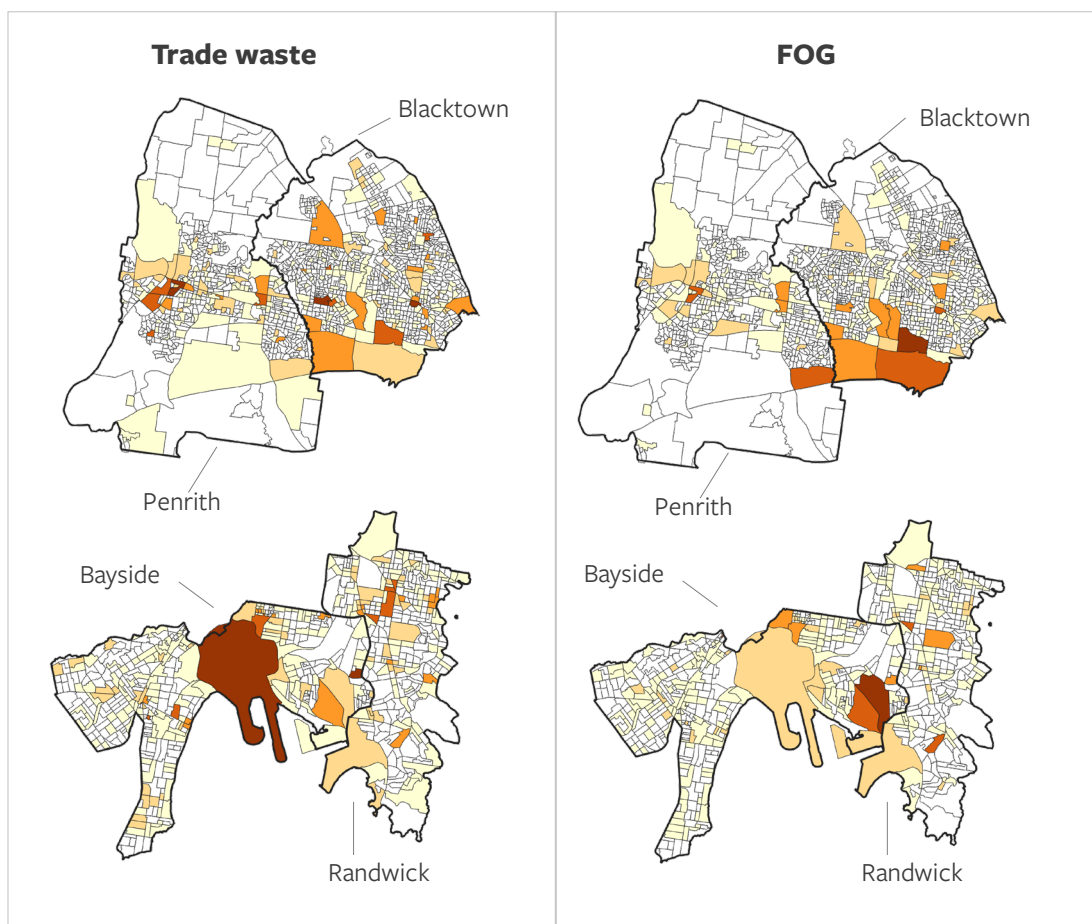 Trade waste
Blacktown
Penrith
Bayside
Randwick
FOG
Blacktown
Penrith
Bayside
Randwick